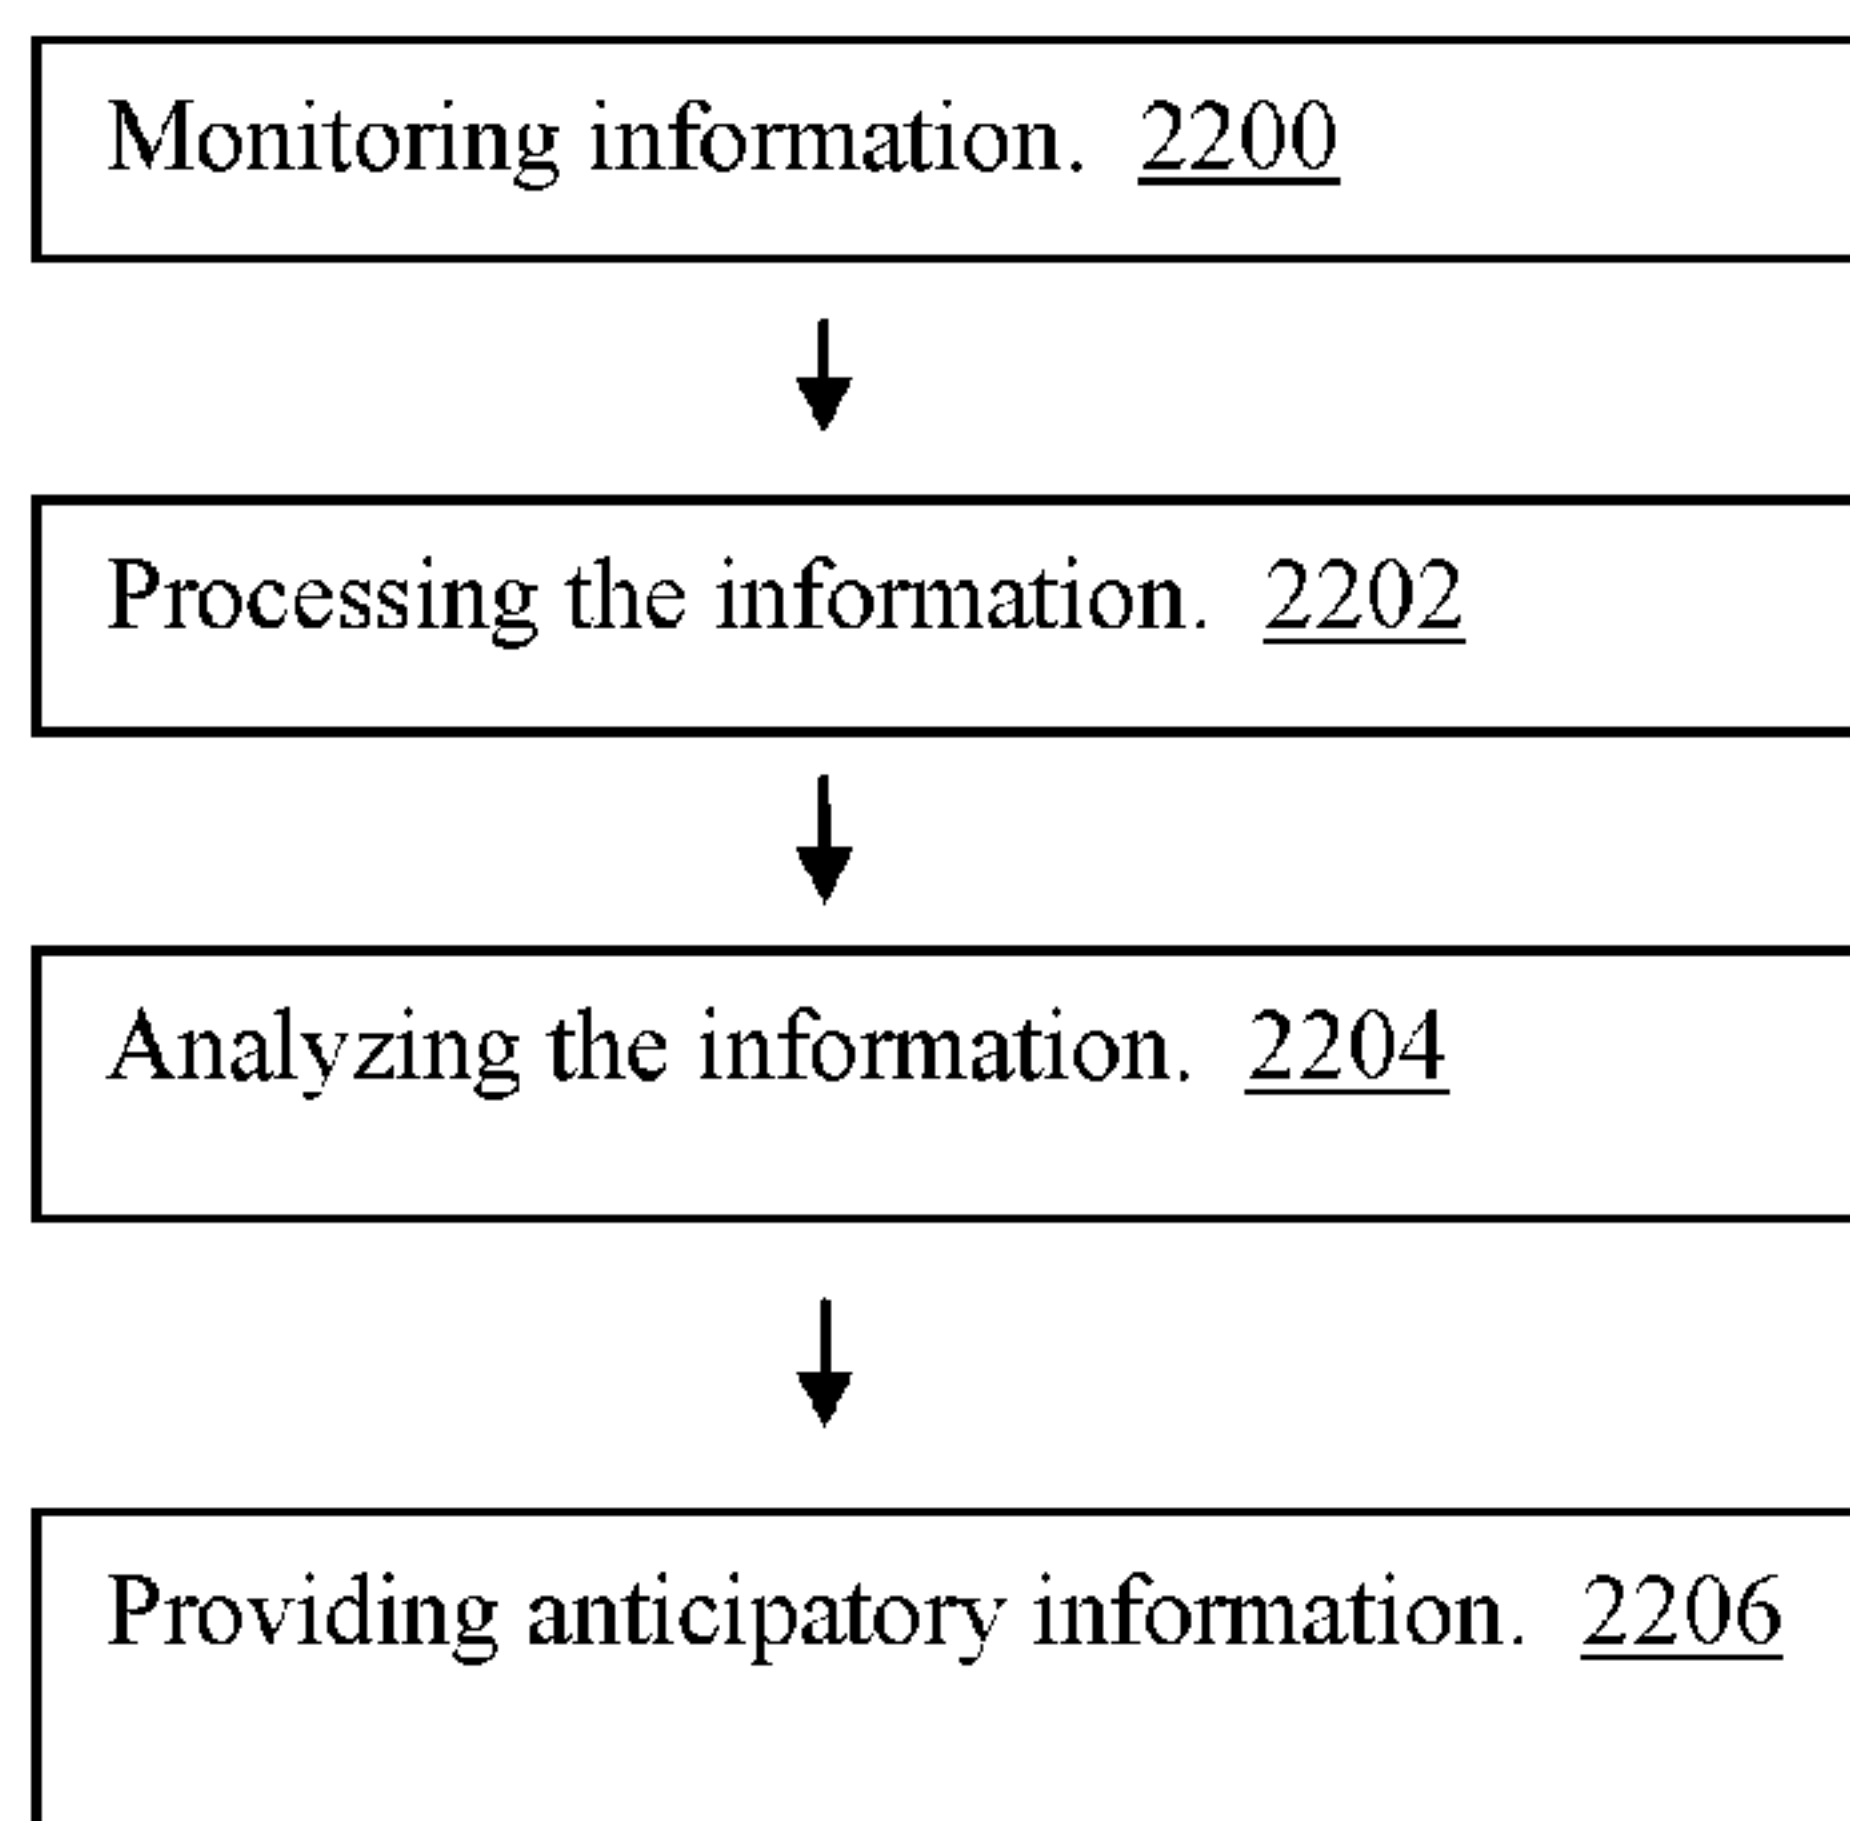 Monitoring information. 2200
Processing the information. 2202
Analyzing the information. 2204
Providing anticipatory information. 2206